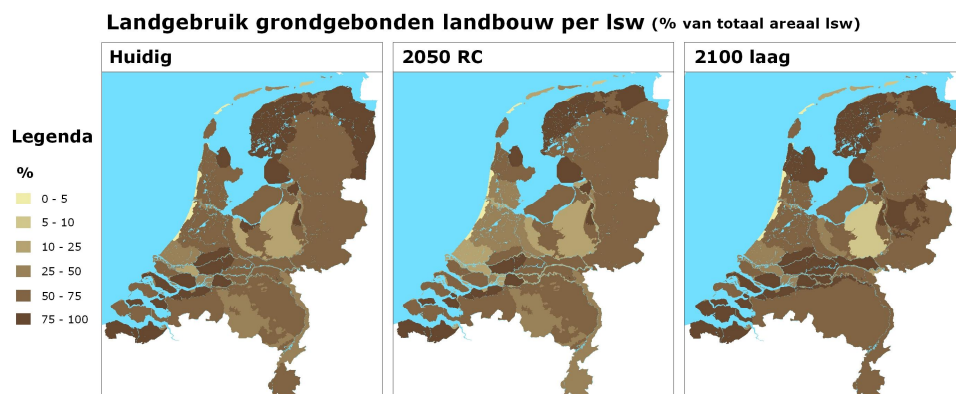 Landgebruik grondgebonden landbouw per lsw (% van totaal areaal lsw)
Huidig
2050 RC
2100 laag
Legenda
%
0 - 5
5 - 10
10 - 25
25 - 50
50 - 75
75 - 100